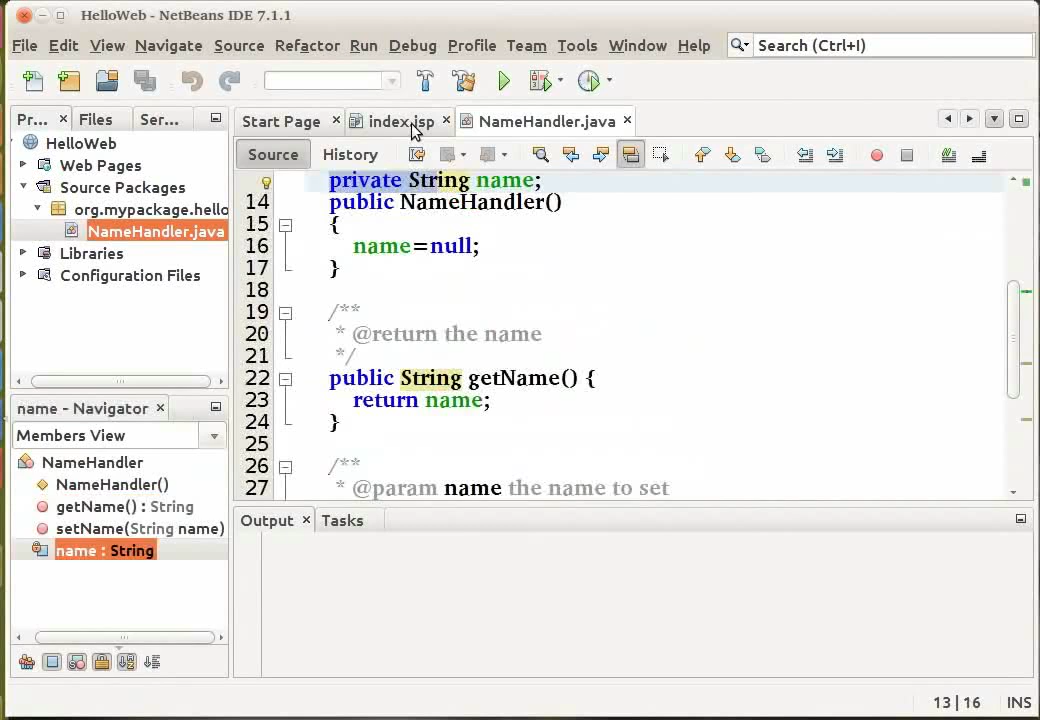 HelloWeb - NetBeans IDE 7.1.1
File Edit View Navigate Source Refactor Run Debug Profile Team Tools Window Help Search (Ctrl+I)
Pr... Files Ser...
HelloWeb
Web Pages
Source Packages
org.mypackage.hello
NameHandler.java
Libraries
Configuration Files
name - Navigator
Members View
NameHandler
NameHandler()
getName() : String
setName(String name)
name : String
Start Page index.jsp NameHandler.java
Source History
private String name;
14 public NameHandler()
15 {
16 name=null;
17 }
18
19 /**
20 * @return the name
21 */
22 public String getName() {
23 return name;
24 }
25
26 /**
27 * @param name the name to set
Output Tasks
13 | 16 INS